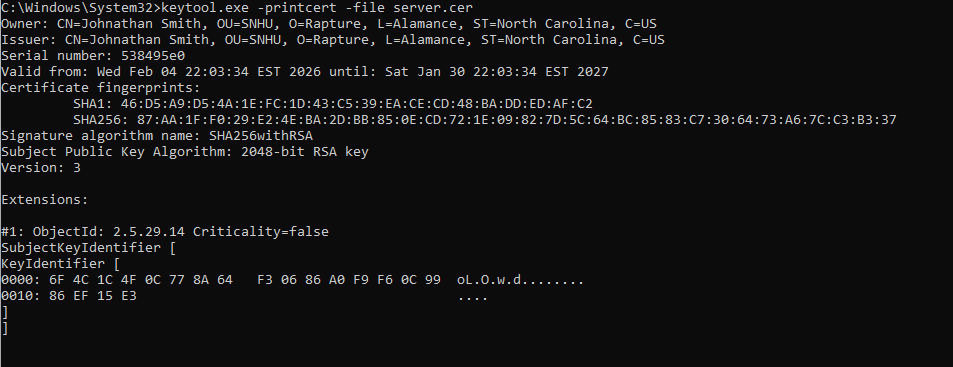 C:\Windows\System32>keytool.exe -printcert -file server.cer
Owner: CN=Johnathan Smith, OU=SNHU, O=Rapture, L=Alamance, ST=North Carolina, C=US
Issuer: CN=Johnathan Smith, OU=SNHU, O=Rapture, L=Alamance, ST=North Carolina, C=US
Serial number: 538495e0
Valid from: Wed Feb 04 22:03:34 EST 2026 until: Sat Jan 30 22:03:34 EST 2027
Certificate fingerprints:
         SHA1: 46:D5:A9:D5:4A:1E:FC:1D:43:C5:39:EA:CE:CD:48:BA:DD:ED:AF:C2
         SHA256: 87:AA:1F:F0:29:E2:4E:BA:2D:BB:85:0E:CD:72:1E:09:82:7D:5C:64:BC:85:83:C7:30:64:73:A6:7C:C3:B3:37
Signature algorithm name: SHA256withRSA
Subject Public Key Algorithm: 2048-bit RSA key
Version: 3

Extensions:

#1: ObjectId: 2.5.29.14 Criticality=false
SubjectKeyIdentifier [
KeyIdentifier [
0000: 6F 4C 1C 4F 0C 77 8A 64   F3 06 86 A0 F9 F6 0C 99  oL.O.w.d........
0010: 86 EF 15 E3                                        ....
]
]